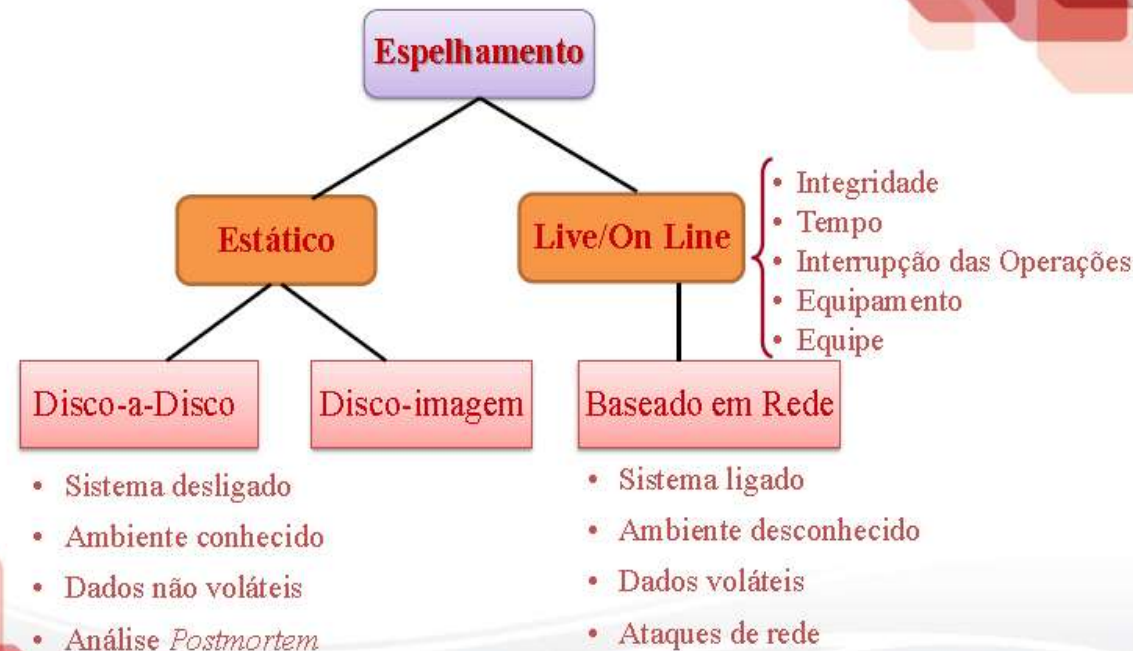 Espelhamento
Estático
Live/On Line
• Integridade
• Tempo
• Interrupção das Operações
• Equipamento
• Equipe
Disco-a-Disco
Disco-imagem
Baseado em Rede
• Sistema desligado
• Ambiente conhecido
• Dados não voláteis
• Análise Postmortem
• Sistema ligado
• Ambiente desconhecido
• Dados voláteis
• Ataques de rede